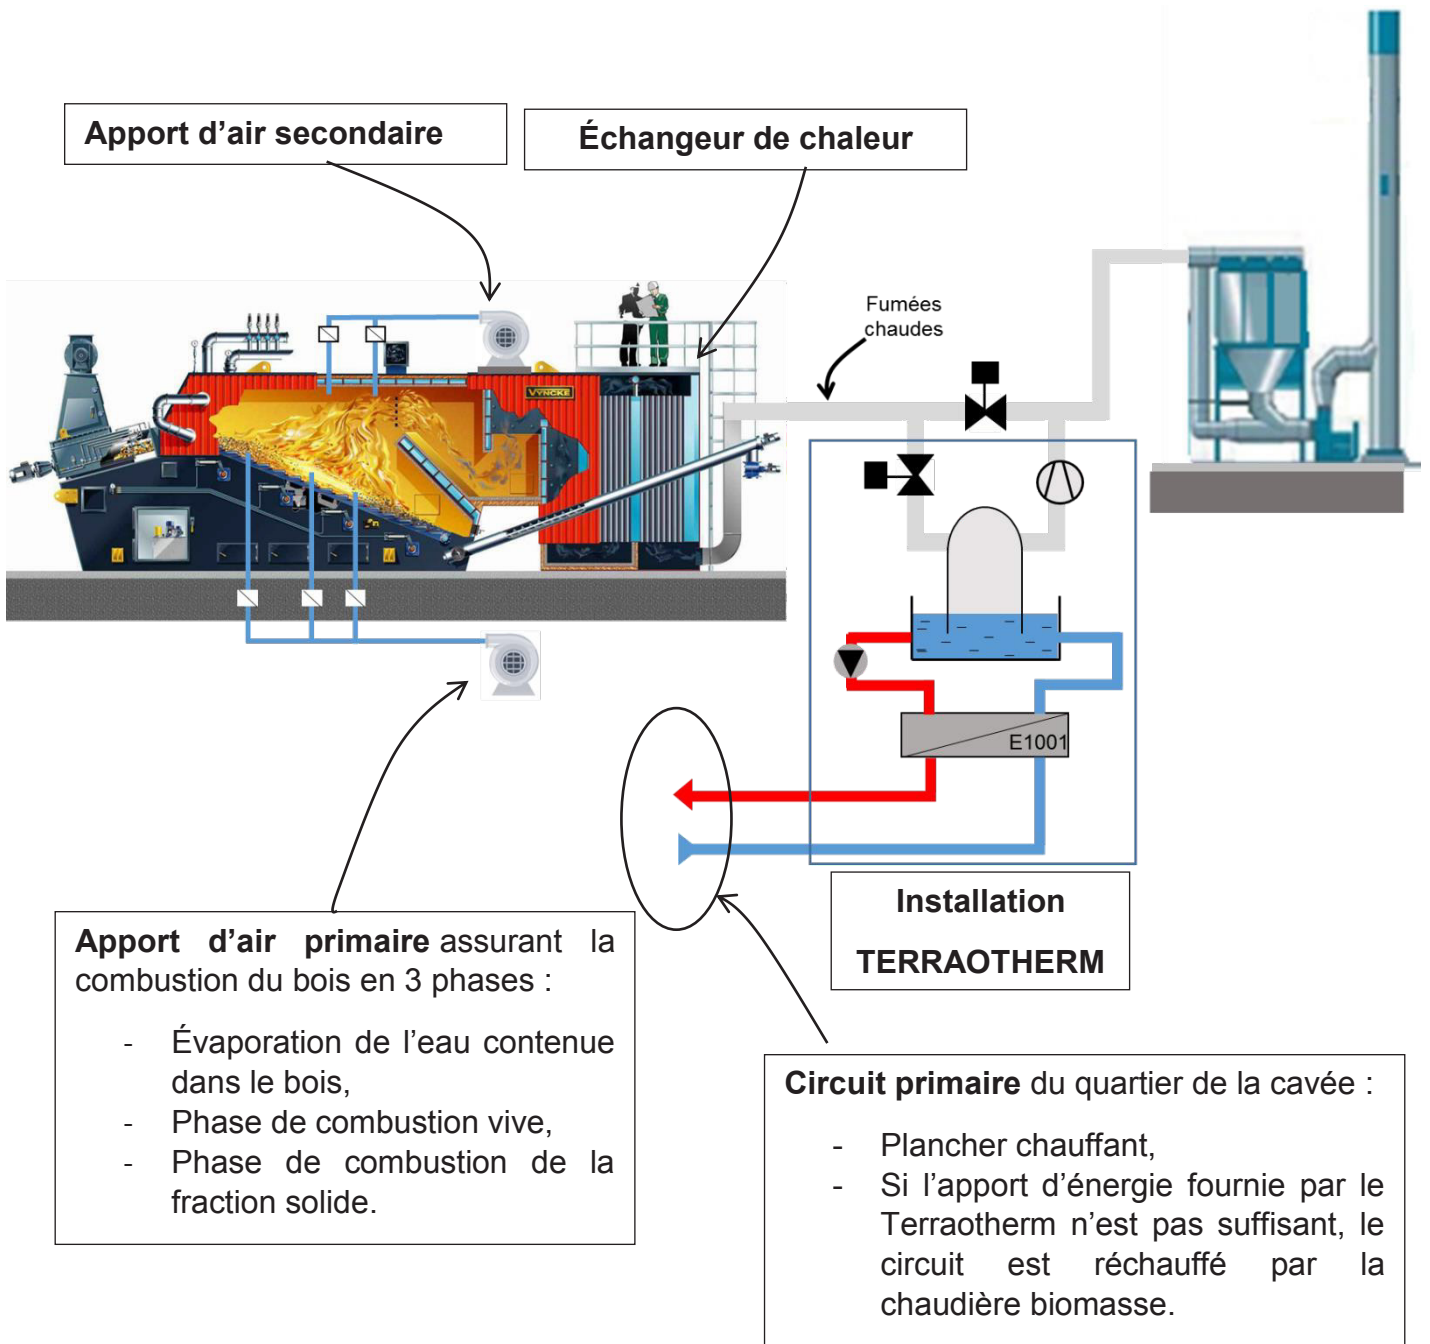 Apport d’air secondaire
Échangeur de chaleur
Fumées
chaudes
VYNCKE
E1001
Installation
TERRAOTHERM
Apport d’air primaire assurant la
combustion du bois en 3 phases :
- Évaporation de l’eau contenue
dans le bois,
- Phase de combustion vive,
- Phase de combustion de la
fraction solide.
Circuit primaire du quartier de la cavée :
- Plancher chauffant,
- Si l’apport d’énergie fournie par le
Terraotherm n’est pas suffisant, le
circuit est réchauffé par la
chaudière biomasse.